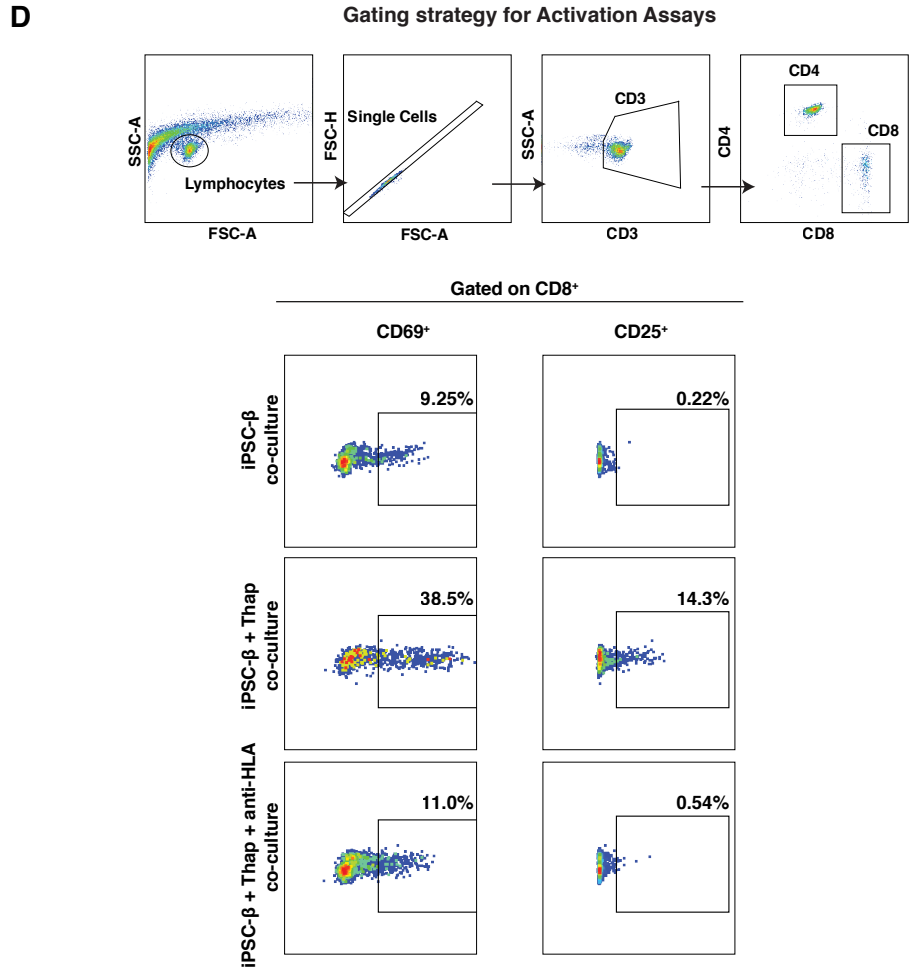 D
Gating strategy for Activation Assays
SSC-A
Lymphocytes
FSC-A
FSC-H
Single Cells
FSC-A
SSC-A
CD3
CD3
CD4
CD4
CD8
CD8
Gated on CD8⁺
CD69⁺
CD25⁺
iPSC-β
co-culture
9.25%
0.22%
iPSC-β + Thap
co-culture
38.5%
14.3%
iPSC-β + Thap + anti-HLA
co-culture
11.0%
0.54%